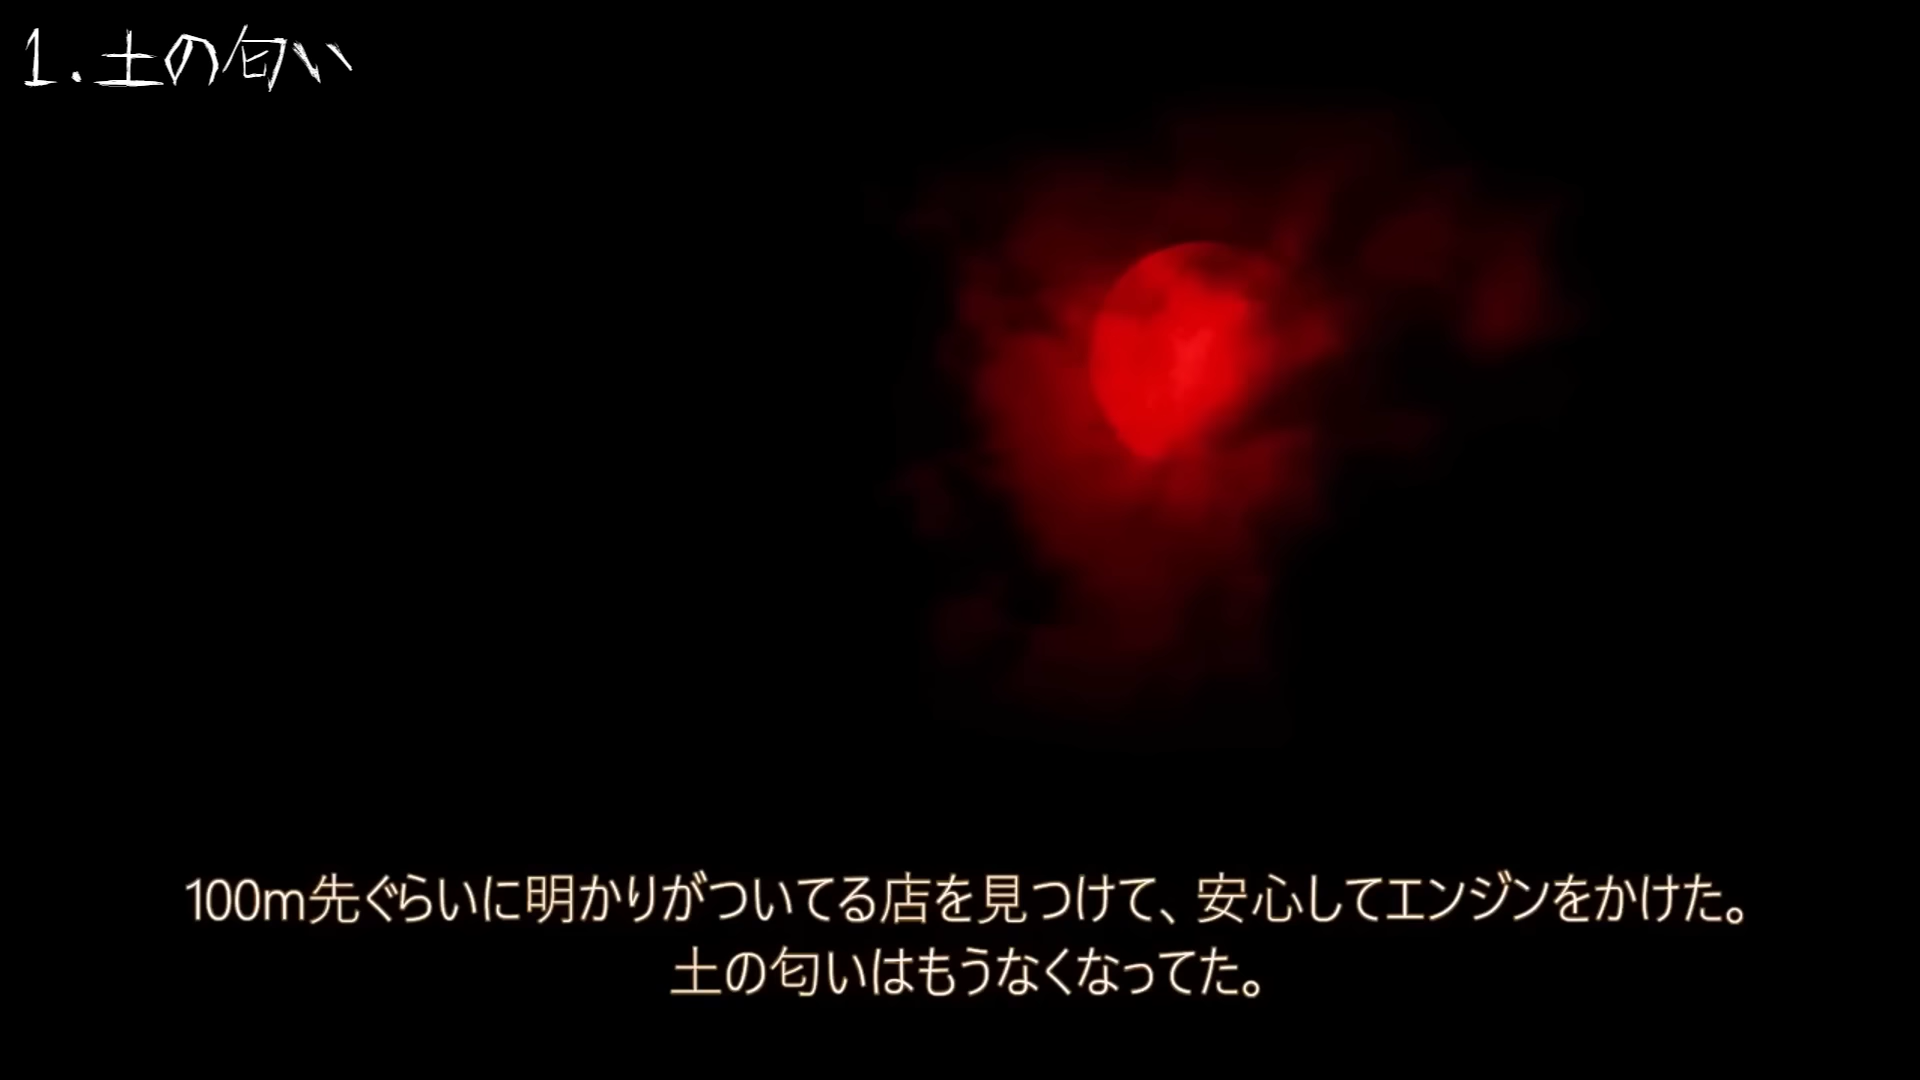 1.土の匂い
100m先ぐらいに明かりがついてる店を見つけて、安心してエンジンをかけた。
土の匂いはもうなくなってた。